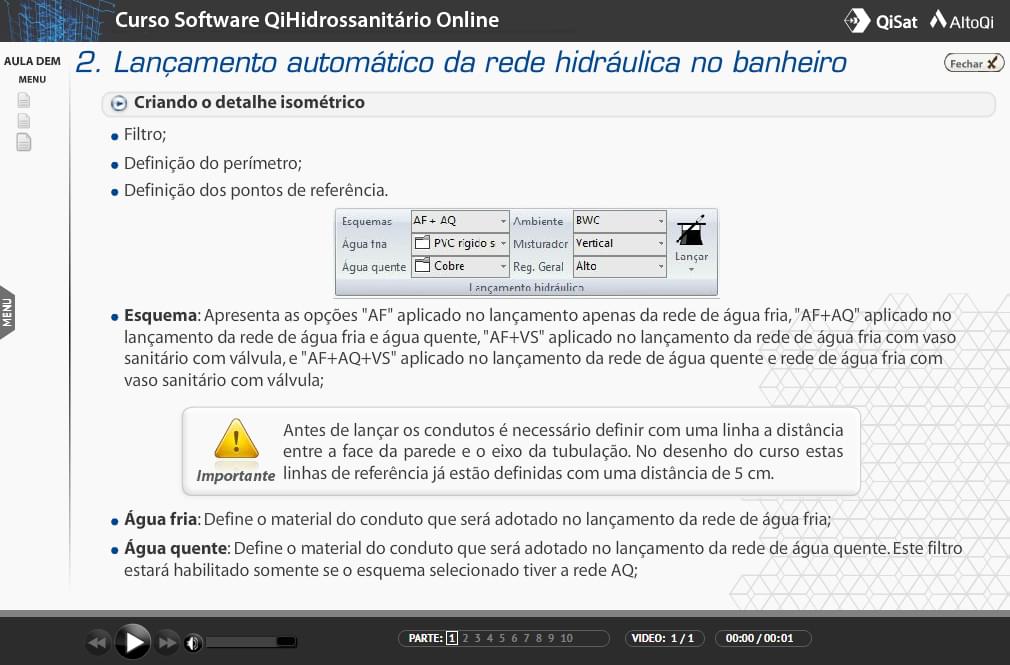 Curso Software QiHidrossanitário Online
QiSat AltoQi
AULA DEM
MENU
2. Lançamento automático da rede hidráulica no banheiro
Fechar
Criando o detalhe isométrico
Filtro;
Definição do perímetro;
Definição dos pontos de referência.
Esquemas AF + AQ Ambiente BWC
Água fria PVC rígido s Misturador Vertical
Água quente Cobre Reg. Geral Alto
Lançar
Lançamento hidráulico
MENU
Esquema: Apresenta as opções "AF" aplicado no lançamento apenas da rede de água fria, "AF+AQ" aplicado no
lançamento da rede de água fria e água quente, "AF+VS" aplicado no lançamento da rede de água fria com vaso
sanitário com válvula, e "AF+AQ+VS" aplicado no lançamento da rede de água quente e rede de água fria com
vaso sanitário com válvula;
Antes de lançar os condutos é necessário definir com uma linha a distância
entre a face da parede e o eixo da tubulação. No desenho do curso estas
Importante linhas de referência já estão definidas com uma distância de 5 cm.
Água fria: Define o material do conduto que será adotado no lançamento da rede de água fria;
Água quente: Define o material do conduto que será adotado no lançamento da rede de água quente. Este filtro
estará habilitado somente se o esquema selecionado tiver a rede AQ;
PARTE: 1 2 3 4 5 6 7 8 9 10 VIDEO: 1 / 1 00:00 / 00:01